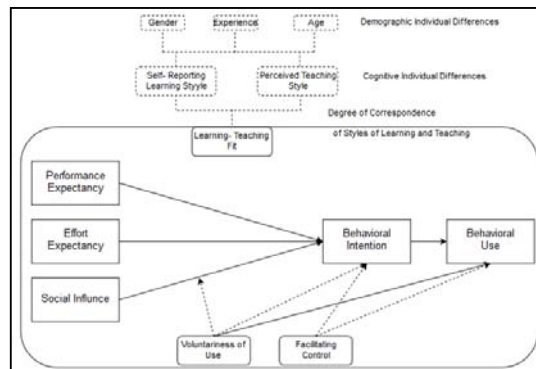 Gender Experience Age Demographic Individual Differences
Self- Reporting
Learning Styyle
Perceived Teaching
Style
Cognitive Individual Differences
Degree of Correspondence
of Styles of Learning and Teaching
Learning- Teaching
Fit
Performance
Expectancy
Effort
Expectancy
Social Influnce
Behavioral
Intention
Behavioral
Use
Voluntariness of
Use
Facilitating
Control